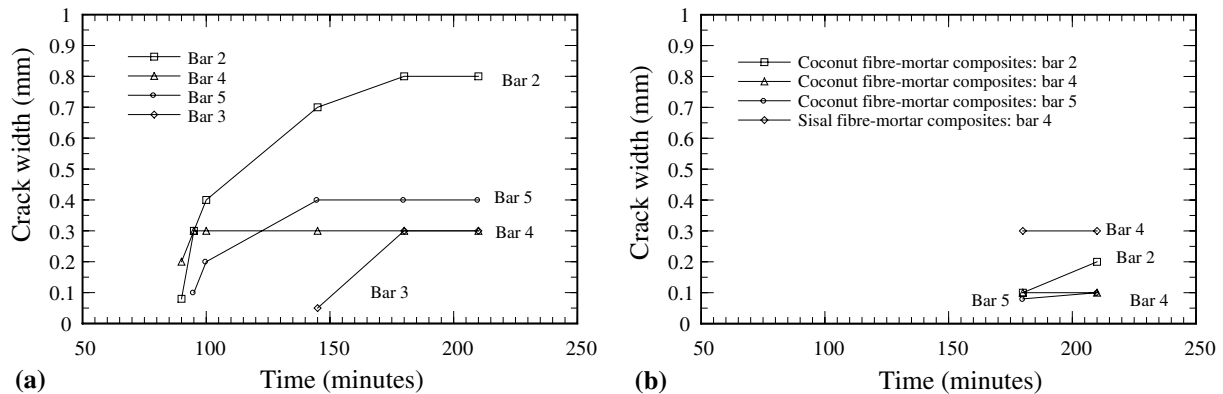 1
0.9
0.8
0.7
0.6
0.5
0.4
0.3
0.2
0.1
0
Crack width (mm)
Bar 2
Bar 4
Bar 5
Bar 3
Bar 2
Bar 5
Bar 4
Bar 3
50 100 150 200 250
Time (minutes)
(a)
1
0.9
0.8
0.7
0.6
0.5
0.4
0.3
0.2
0.1
0
Crack width (mm)
Coconut fibre-mortar composites: bar 2
Coconut fibre-mortar composites: bar 4
Coconut fibre-mortar composites: bar 5
Sisal fibre-mortar composites: bar 4
Bar 4
Bar 2
Bar 5
Bar 4
50 100 150 200 250
Time (minutes)
(b)